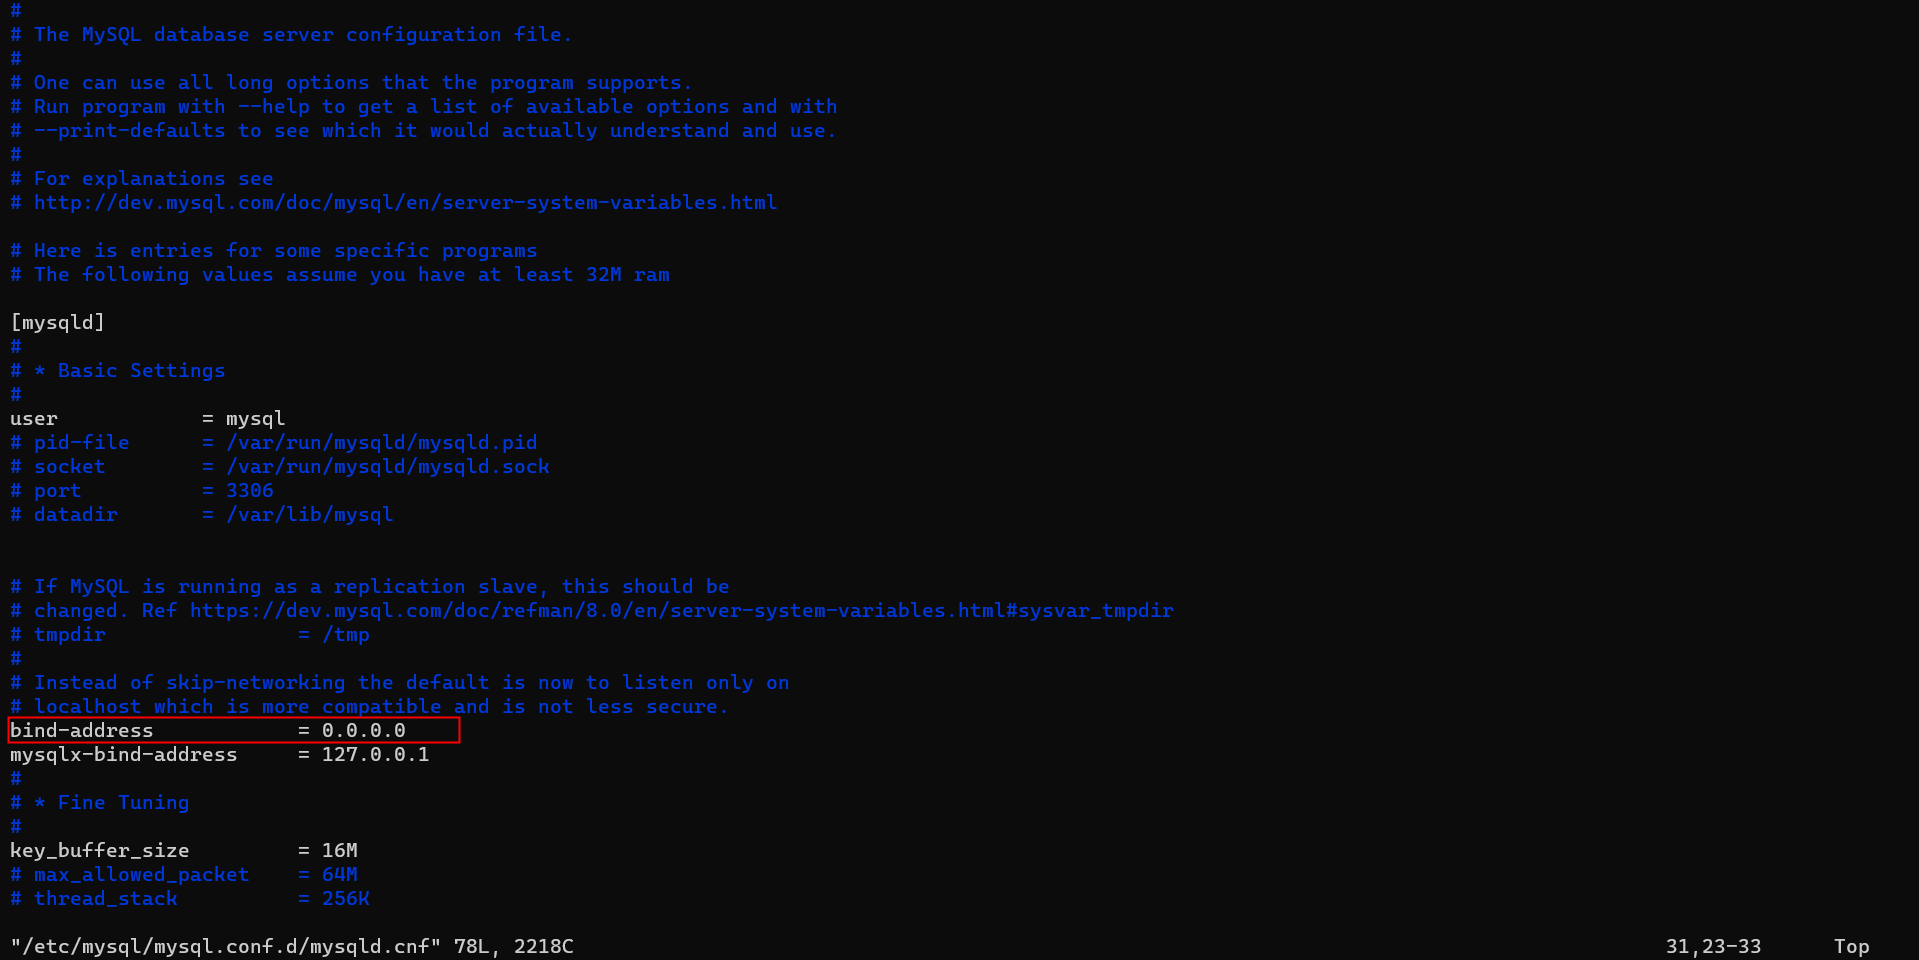 #
# The MySQL database server configuration file.
#
# One can use all long options that the program supports.
# Run program with --help to get a list of available options and with
# --print-defaults to see which it would actually understand and use.
#
# For explanations see
# http://dev.mysql.com/doc/mysql/en/server-system-variables.html

# Here is entries for some specific programs
# The following values assume you have at least 32M ram

[mysqld]
#
# * Basic Settings
#
user            = mysql
# pid-file      = /var/run/mysqld/mysqld.pid
# socket        = /var/run/mysqld/mysqld.sock
# port          = 3306
# datadir       = /var/lib/mysql


# If MySQL is running as a replication slave, this should be
# changed. Ref https://dev.mysql.com/doc/refman/8.0/en/server-system-variables.html#sysvar_tmpdir
# tmpdir                = /tmp
#
# Instead of skip-networking the default is now to listen only on
# localhost which is more compatible and is not less secure.
bind-address            = 0.0.0.0
mysqlx-bind-address     = 127.0.0.1
#
# * Fine Tuning
#
key_buffer_size         = 16M
# max_allowed_packet    = 64M
# thread_stack          = 256K

"/etc/mysql/mysql.conf.d/mysqld.cnf" 78L, 2218C                                                                                           31,23-33      Top